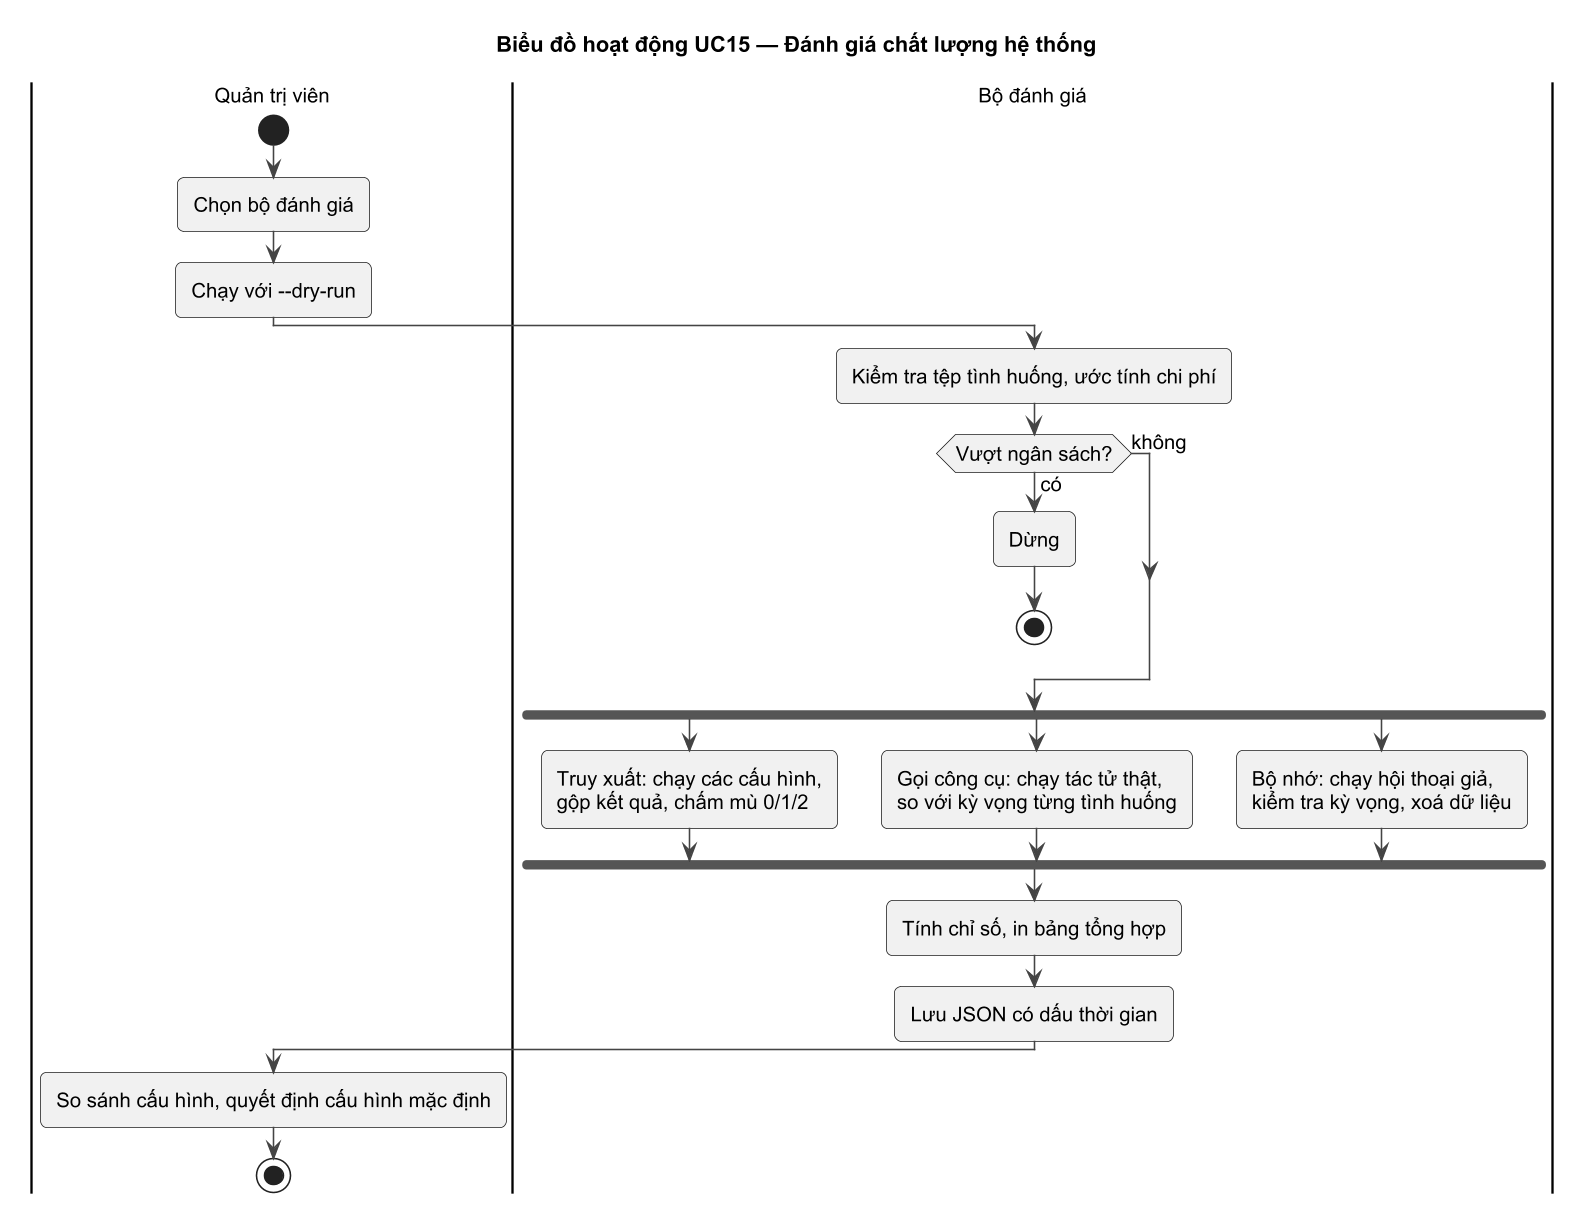 Biểu đồ hoạt động UC15 — Đánh giá chất lượng hệ thống
Quản trị viên
Bộ đánh giá
Chọn bộ đánh giá
Chạy với --dry-run
Kiểm tra tệp tình huống, ước tính chi phí
Vượt ngân sách?
không
có
Dừng
Truy xuất: chạy các cấu hình,
gộp kết quả, chấm mù 0/1/2
Gọi công cụ: chạy tác tử thật,
so với kỳ vọng từng tình huống
Bộ nhớ: chạy hội thoại giả,
kiểm tra kỳ vọng, xoá dữ liệu
Tính chỉ số, in bảng tổng hợp
Lưu JSON có dấu thời gian
So sánh cấu hình, quyết định cấu hình mặc định